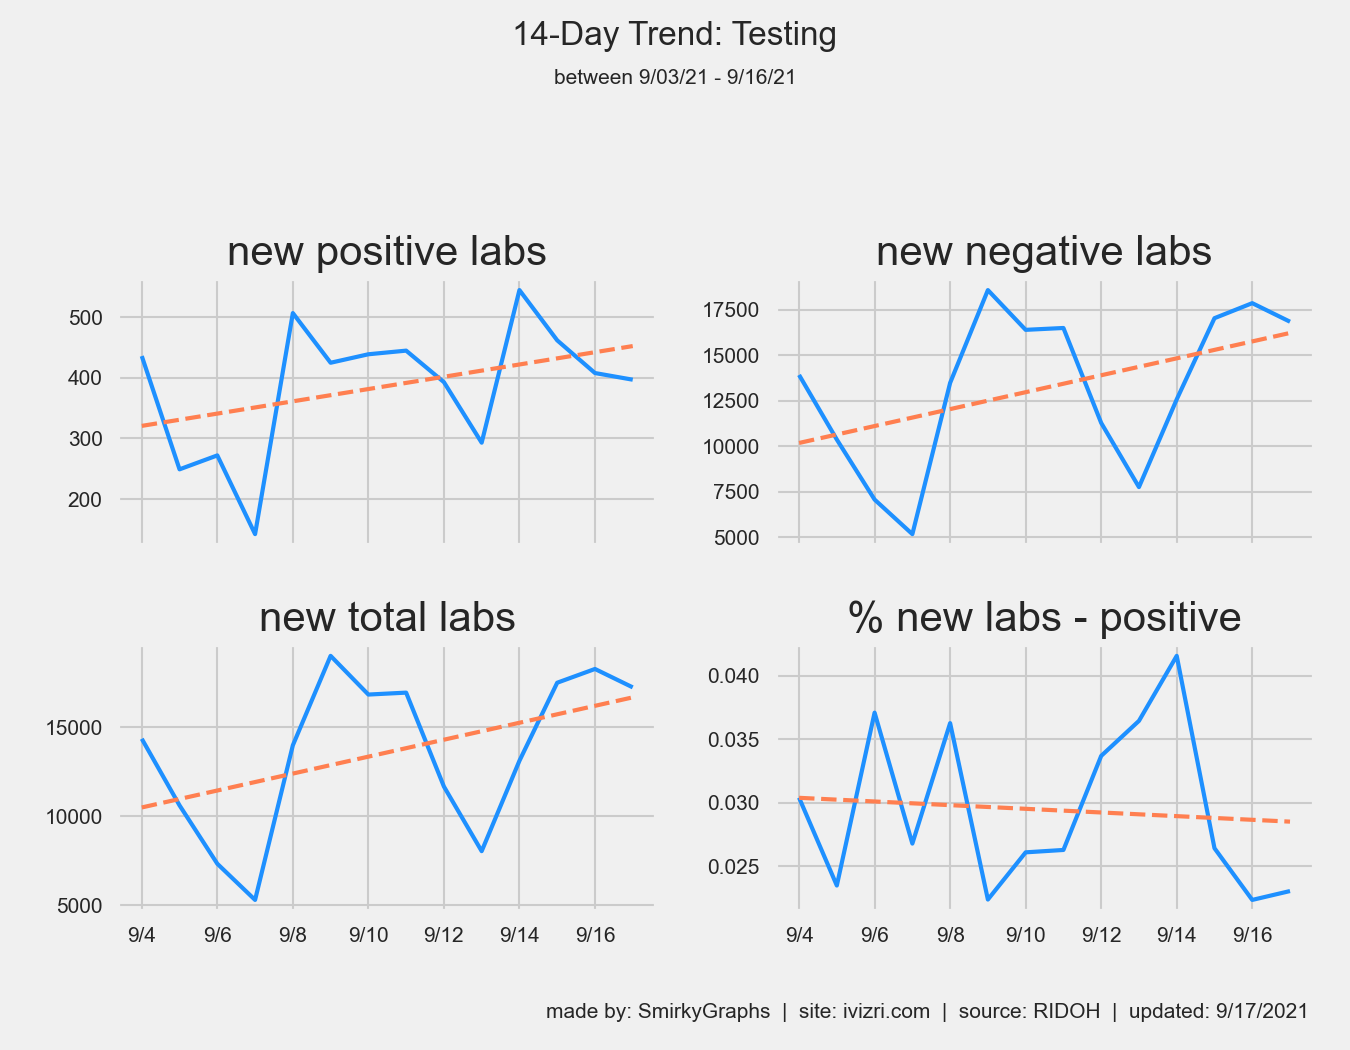 14-Day Trend: Testing
between 9/03/21 - 9/16/21
new positive labs
500
400
300
200
new negative labs
17500
15000
12500
10000
7500
5000
new total labs
15000
10000
5000
9/4 9/6 9/8 9/10 9/12 9/14 9/16
% new labs - positive
0.040
0.035
0.030
0.025
9/4 9/6 9/8 9/10 9/12 9/14 9/16
made by: SmirkyGraphs | site: ivizri.com | source: RIDOH | updated: 9/17/2021